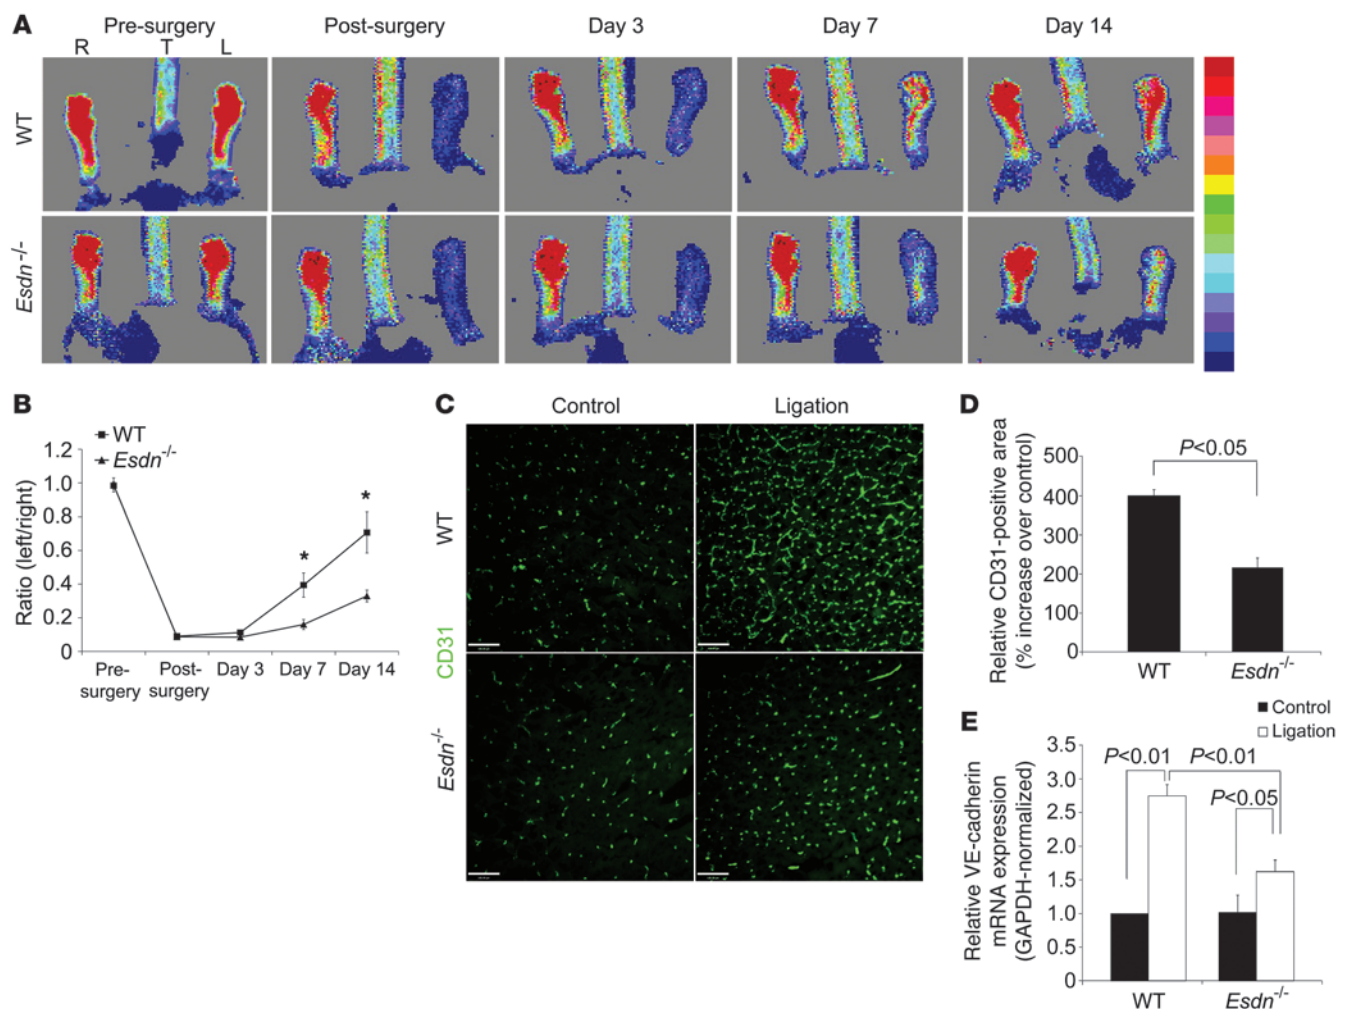 A
Pre-surgery Post-surgery Day 3 Day 7 Day 14
R T L
WT
Esdn-/-
B
WT
Esdn-/-
Ratio (left/right)
1.2
1.0
0.8
0.6
0.4
0.2
0
*
*
Pre-surgery Post-surgery Day 3 Day 7 Day 14
C
Control Ligation
WT
Esdn-/-
CD31
D
Relative CD31-positive area
(% increase over control)
500
400
300
200
100
0
P<0.05
WT Esdn-/-
E
Control
Ligation
Relative VE-cadherin
mRNA expression
(GAPDH-normalized)
3.5
3.0
2.5
2.0
1.5
1.0
0.5
0
P<0.01 P<0.01
P<0.05
WT Esdn-/-